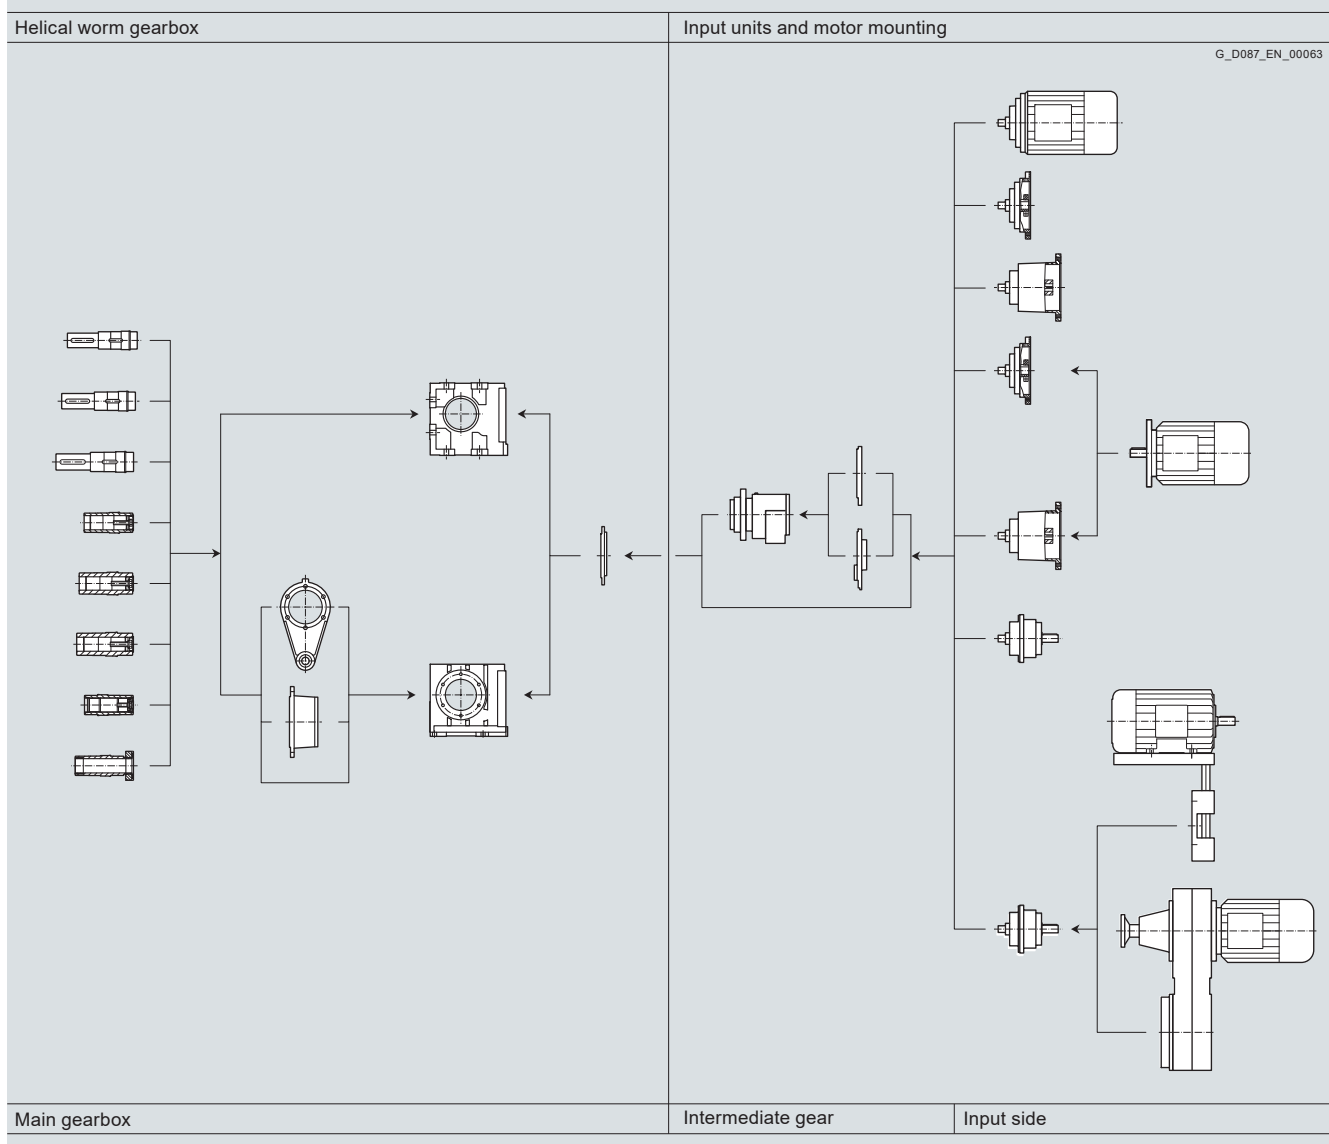 Helical worm gearbox
Input units and motor mounting
G_D087_EN_00063
Main gearbox
Intermediate gear
Input side